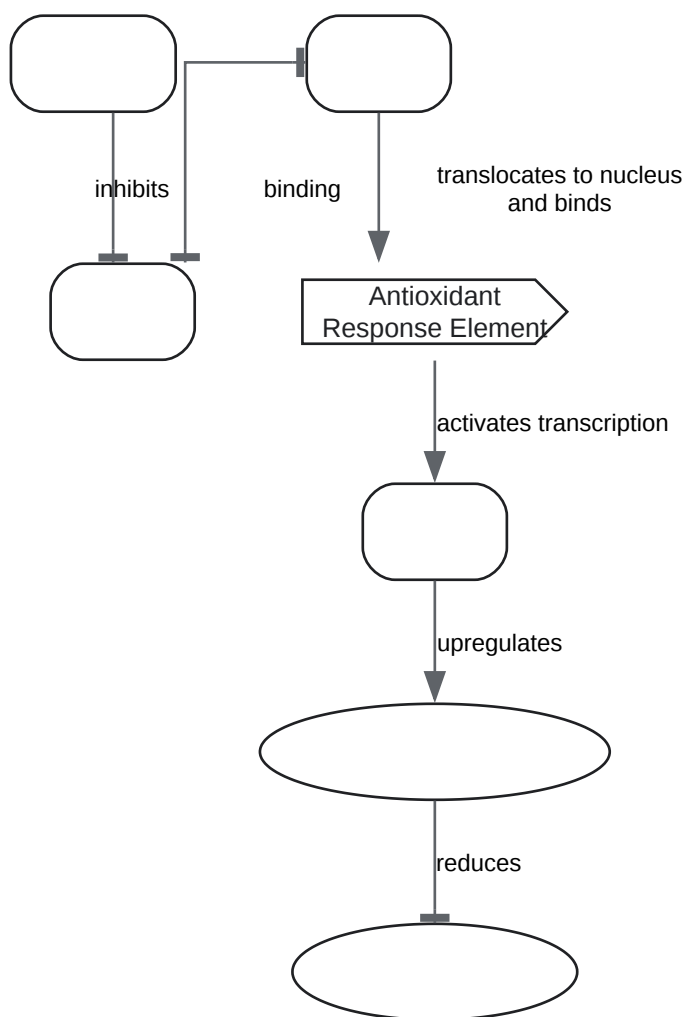 translocates to nucleus
and binds
inhibits
binding
Antioxidant
Response Element
activates transcription
upregulates
reduces